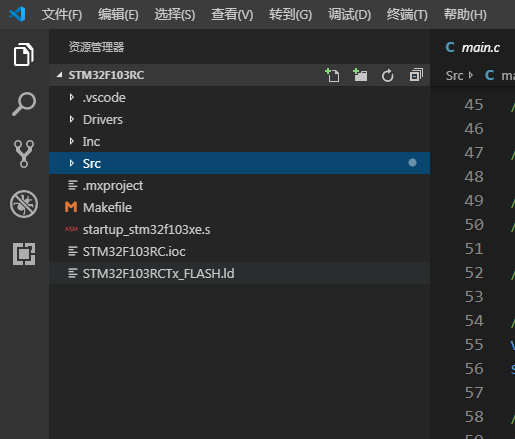 文件(F) 编辑(E) 选择(S) 查看(V) 转到(G) 调试(D) 终端(T) 帮助(H)
资源管理器
STM32F103RC
.vscode
Drivers
Inc
Src
.mxproject
Makefile
ASM startup_stm32f103xe.s
STM32F103RC.ioc
STM32F103RCTx_FLASH.ld
C main.c
Src C ma
45 /
46
47 /
48
49 /
50 /
51
52 /
53
54 /
55
56 s
57
58 /